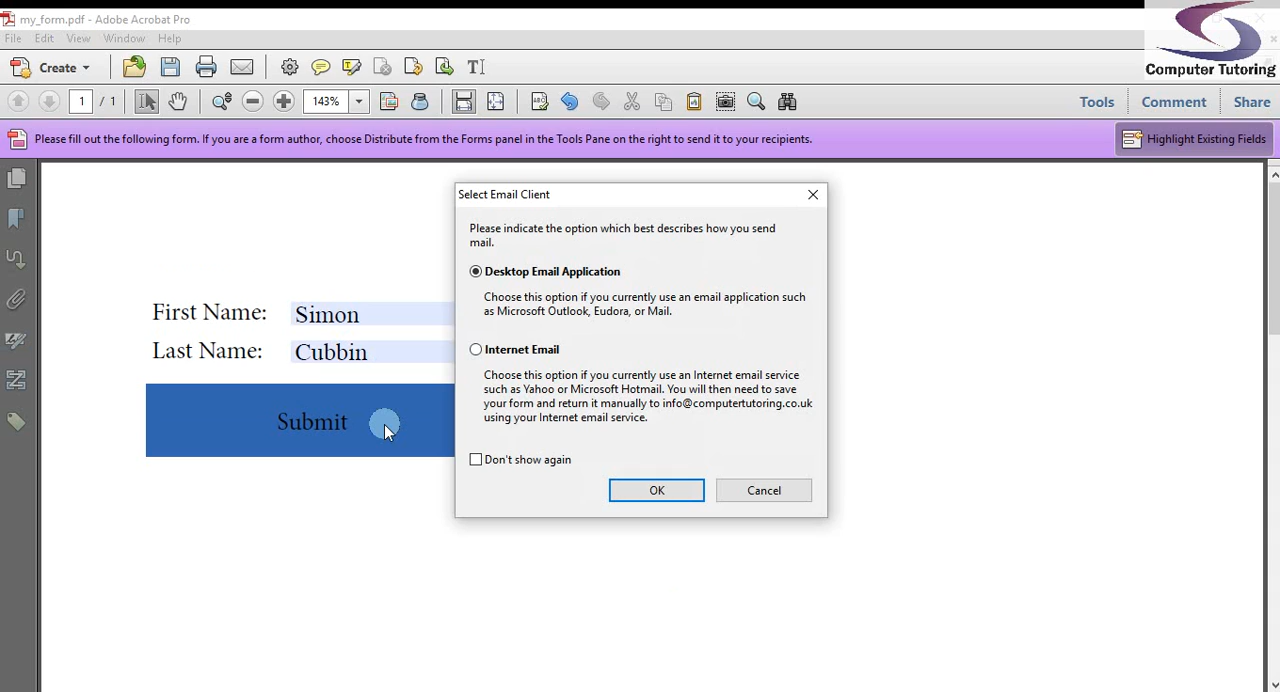 my_form.pdf - Adobe Acrobat Pro
File Edit View Window Help
Computer Tutoring
Create
1 / 1 143% Tools Comment Share
Please fill out the following form. If you are a form author, choose Distribute from the Forms panel in the Tools Pane on the right to send it to your recipients. Highlight Existing Fields
First Name: Simon
Last Name: Cubbin
Submit
Select Email Client
Please indicate the option which best describes how you send
mail.
Desktop Email Application
Choose this option if you currently use an email application such
as Microsoft Outlook, Eudora, or Mail.
Internet Email
Choose this option if you currently use an Internet email service
such as Yahoo or Microsoft Hotmail. You will then need to save
your form and return it manually to info@computertutoring.co.uk
using your Internet email service.
Don't show again
OK Cancel